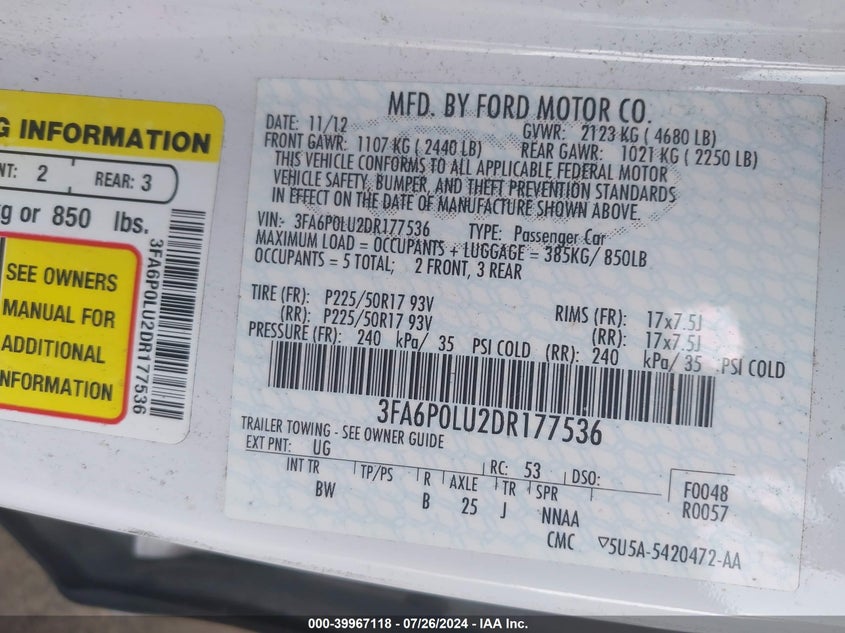 G INFORMATION
NT: 2
REAR: 3
kg or 850 lbs.
SEE OWNERS
MANUAL FOR
ADDITIONAL
INFORMATION
3FA6P0LU2DR177536
MFD. BY FORD MOTOR CO.
DATE: 11/12 GVWR: 2123 KG ( 4680 LB)
FRONT GAWR: 1107 KG ( 2440 LB) REAR GAWR: 1021 KG ( 2250 LB)
THIS VEHICLE CONFORMS TO ALL APPLICABLE FEDERAL MOTOR
VEHICLE SAFETY, BUMPER, AND THEFT PREVENTION STANDARDS
IN EFFECT ON THE DATE OF MANUFACTURE SHOWN ABOVE.
VIN: 3FA6P0LU2DR177536 TYPE: Passenger Car
MAXIMUM LOAD = OCCUPANTS + LUGGAGE = 385KG/ 850LB
OCCUPANTS = 5 TOTAL; 2 FRONT, 3 REAR
TIRE (FR): P225/50R17 93V RIMS (FR): 17x7.5J
(RR): P225/50R17 93V (RR): 17x7.5J
PRESSURE (FR): 240 kPa/ 35 PSI COLD (RR): 240 kPa/ 35 PSI COLD
3FA6P0LU2DR177536
TRAILER TOWING - SEE OWNER GUIDE
EXT PNT: UG RC: 53 DSO:
INT TR TP/PS R AXLE TR SPR
BW B 25 J NNAA
F0048
R0057
CMC ▽5U5A-5420472-AA
000-39967118 - 07/26/2024 - IAA Inc.